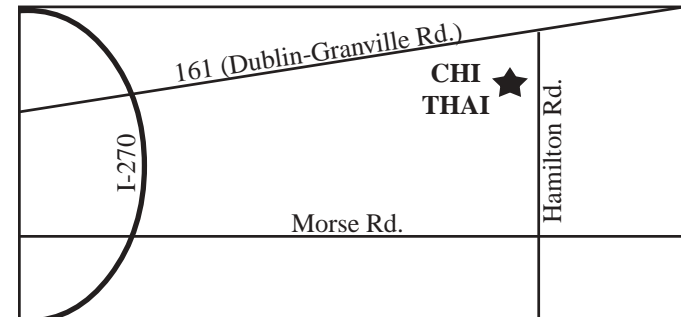 161 (Dublin-Granville Rd.)
CHI
THAI
Hamilton Rd.
I-270
Morse Rd.